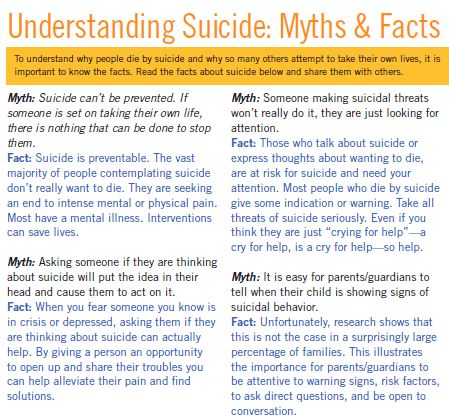 Understanding Suicide: Myths & Facts
To understand why people die by suicide and why so many others attempt to take their own lives, it is
important to know the facts. Read the facts about suicide below and share them with others.
Myth: Suicide can't be prevented. If
someone is set on taking their own life,
there is nothing that can be done to stop
them.
Fact: Suicide is preventable. The vast
majority of people contemplating suicide
don't really want to die. They are seeking
an end to intense mental or physical pain.
Most have a mental illness. Interventions
can save lives.
Myth: Asking someone if they are thinking
about suicide will put the idea in their
head and cause them to act on it.
Fact: When you fear someone you know is
in crisis or depressed, asking them if they
are thinking about suicide can actually
help. By giving a person an opportunity
to open up and share their troubles you
can help alleviate their pain and find
solutions.
Myth: Someone making suicidal threats
won't really do it, they are just looking for
attention.
Fact: Those who talk about suicide or
express thoughts about wanting to die,
are at risk for suicide and need your
attention. Most people who die by suicide
give some indication or warning. Take all
threats of suicide seriously. Even if you
think they are just "crying for help"—a
cry for help, is a cry for help—so help.
Myth: It is easy for parents/guardians to
tell when their child is showing signs of
suicidal behavior.
Fact: Unfortunately, research shows that
this is not the case in a surprisingly large
percentage of families. This illustrates
the importance for parents/guardians to
be attentive to warning signs, risk factors,
to ask direct questions, and be open to
conversation.